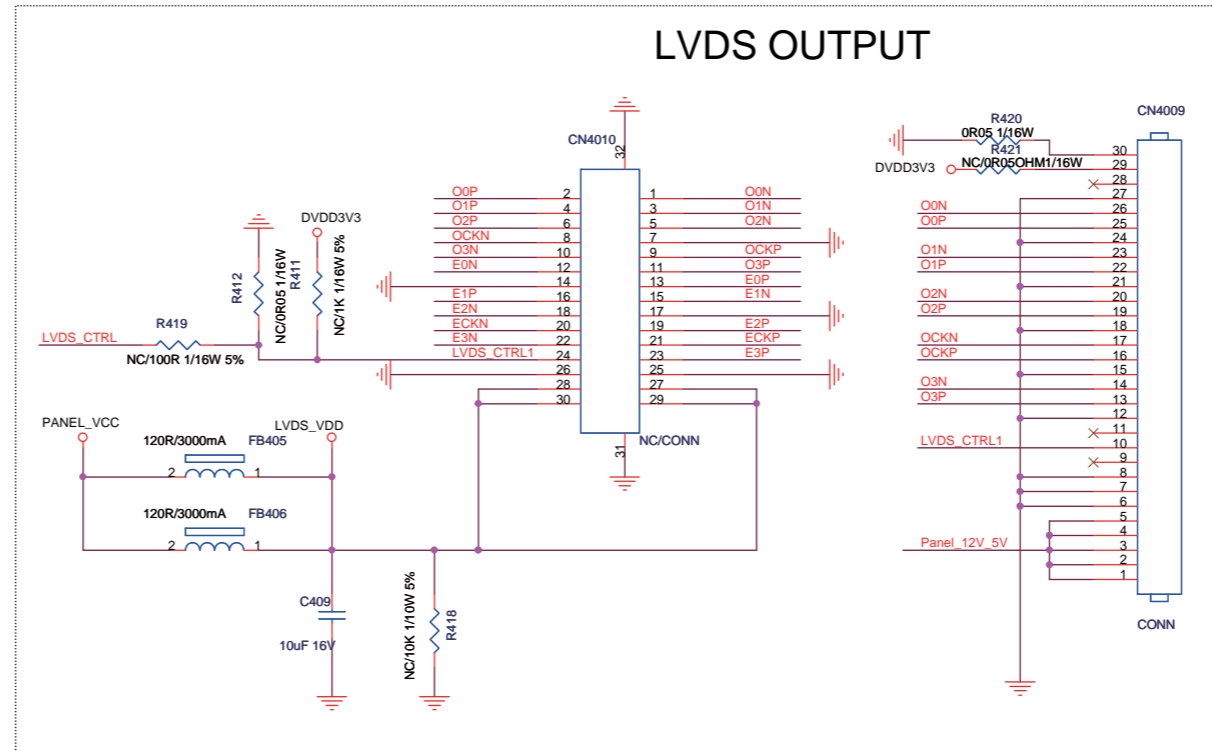 LVDS OUTPUT
CN4010
32
O0P 2 1 O0N
O1P 4 3 O1N
O2P 6 5 O2N
OCKN 8 7
O3N 10 9 OCKP
E0N 12 11 O3P
14 13 E0P
E1P 16 15 E1N
E2N 18 17
ECKN 20 19 E2P
E3N 22 21 ECKP
LVDS_CTRL1 24 23 E3P
26 25
28 27
30 29
31
NC/CONN
DVDD3V3
R412
NC/0R05 1/16W
R411
NC/1K 1/16W 5%
LVDS_CTRL
R419
NC/100R 1/16W 5%
PANEL_VCC
LVDS_VDD
120R/3000mA FB405
2 1
120R/3000mA FB406
2 1
C409
10uF 16V
NC/10K 1/10W 5%
R418
CN4009
R420
0R05 1/16W
R421
NC/0R05OHM1/16W
DVDD3V3
30
29
28
27
O0N 26
O0P 25
24
O1N 23
O1P 22
21
O2N 20
O2P 19
18
OCKN 17
OCKP 16
15
O3N 14
O3P 13
12
11
LVDS_CTRL1 10
9
8
7
6
5
4
Panel_12V_5V 3
2
1
CONN